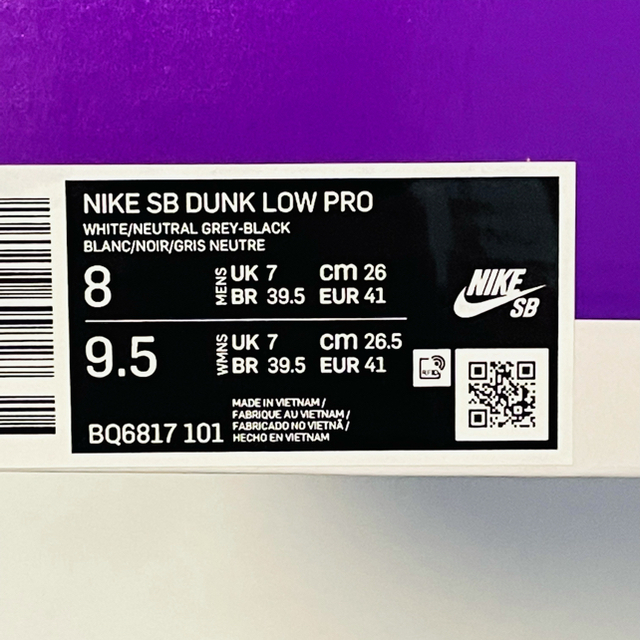 NIKE SB DUNK LOW PRO
WHITE/NEUTRAL GREY-BLACK
BLANC/NOIR/GRIS NEUTRE
8 MENS UK 7 cm 26
BR 39.5 EUR 41
9.5 WMNS UK 7 cm 26.5
BR 39.5 EUR 41
NIKE
SB
BQ6817 101
MADE IN VIETNAM /
FABRIQUE AU VIETNAM /
FABRICADO NO VIETNÃ /
HECHO EN VIETNAM